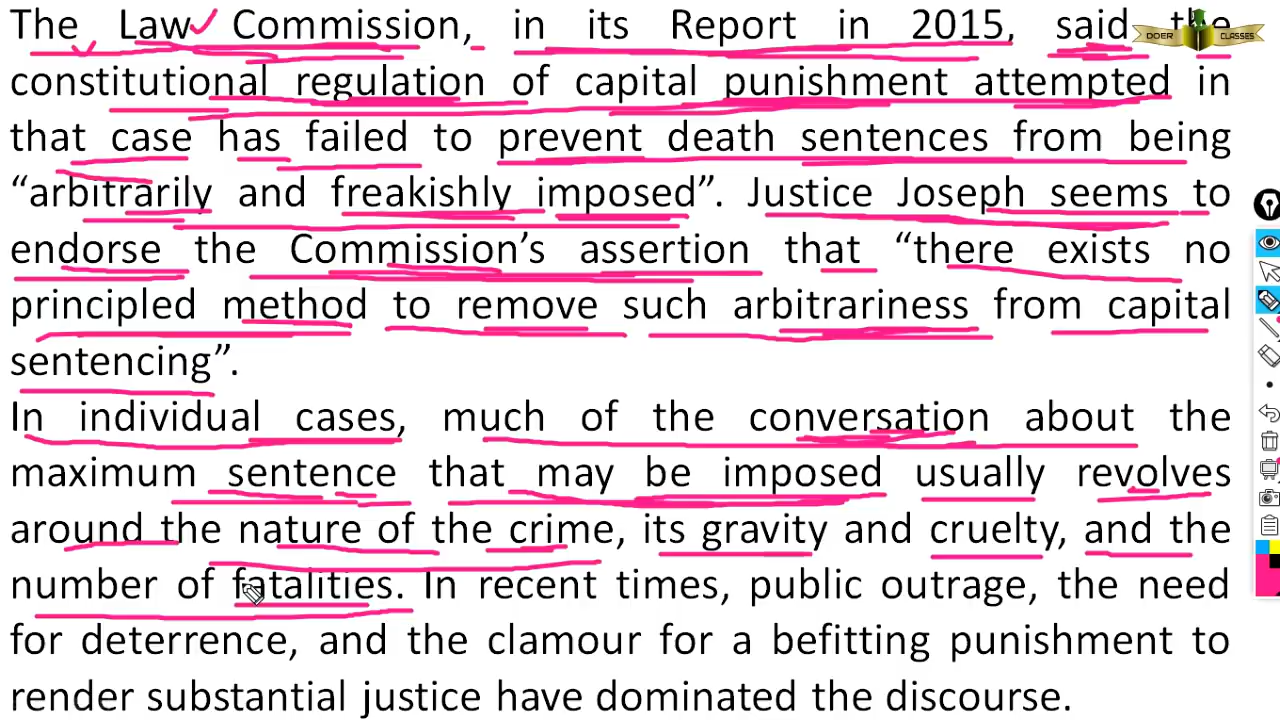 The Law Commission, in its Report in 2015, said the
DOER CLASSES
constitutional regulation of capital punishment attempted in
that case has failed to prevent death sentences from being
“arbitrarily and freakishly imposed”. Justice Joseph seems to
endorse the Commission’s assertion that “there exists no
principled method to remove such arbitrariness from capital
sentencing”.
In individual cases, much of the conversation about the
maximum sentence that may be imposed usually revolves
around the nature of the crime, its gravity and cruelty, and the
number of fatalities. In recent times, public outrage, the need
for deterrence, and the clamour for a befitting punishment to
render substantial justice have dominated the discourse.